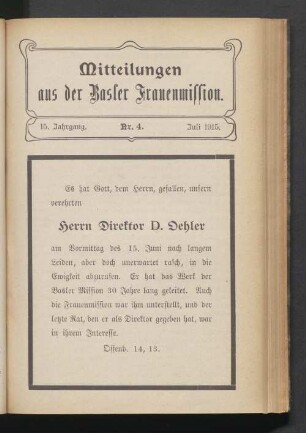 Mitteilungen
aus der Basler Frauenmission.
15. Jahrgang. Nr. 4. Juli 1915.
Es hat Gott, dem Herrn, gefallen, unsern
verehrten
Herrn Direktor D. Oehler
am Vormittag des 15. Juni nach langem
Leiden, aber doch unerwartet rasch, in die
Ewigkeit abzurufen. Er hat das Werk der
Basler Mission 30 Jahre lang geleitet. Auch
die Frauenmission war ihm unterstellt, und der
letzte Rat, den er als Direktor gegeben hat, war
in ihrem Interesse.
Offenb. 14, 13.